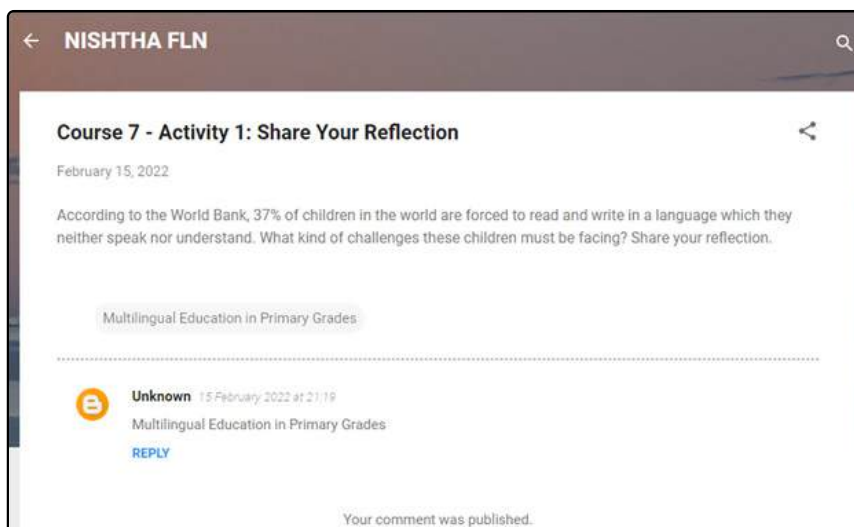 NISHTHA FLN
Course 7 - Activity 1: Share Your Reflection
February 15, 2022
According to the World Bank, 37% of children in the world are forced to read and write in a language which they
neither speak nor understand. What kind of challenges these children must be facing? Share your reflection.
Multilingual Education in Primary Grades
Unknown 15 February 2022 at 21:19
Multilingual Education in Primary Grades
REPLY
Your comment was published.